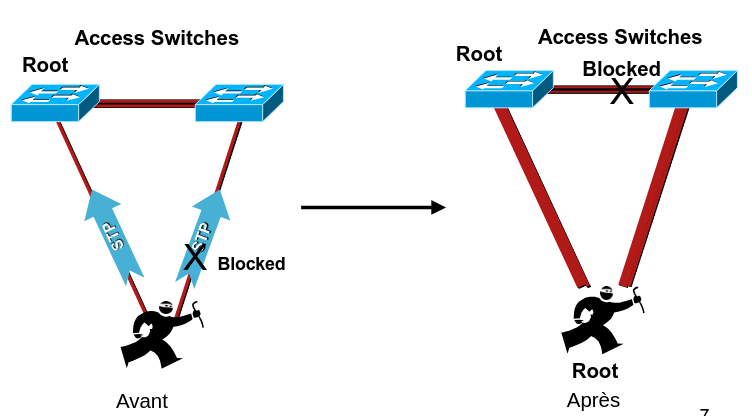 Access Switches
Root
STP
STP
X
Blocked
Avant
Access Switches
Root
Blocked
X
Root
Après
7